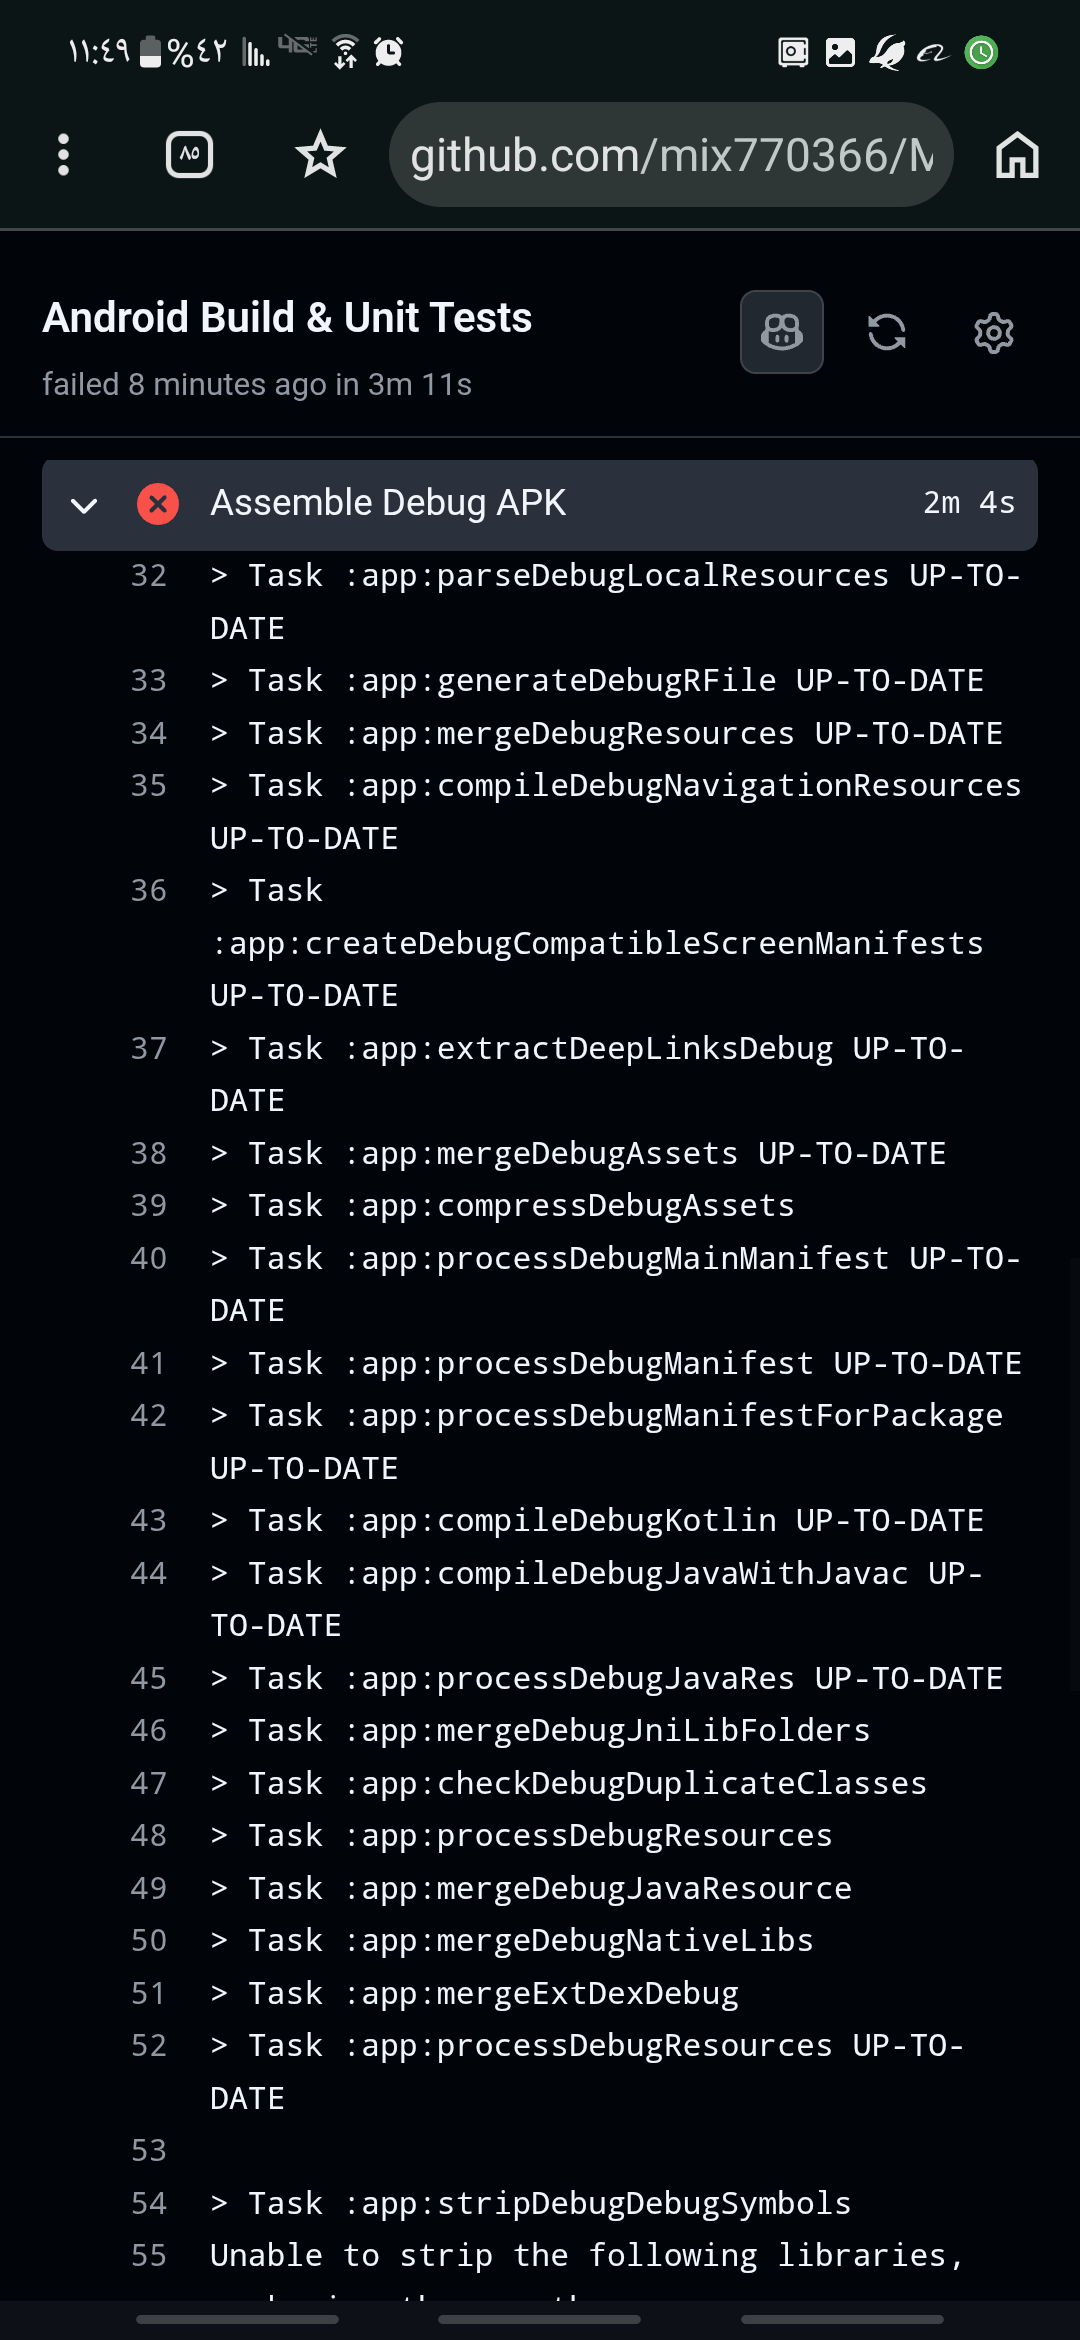 ١١:٤٩ %٤٢
٨٥ github.com/mix770366/M
Android Build & Unit Tests
failed 8 minutes ago in 3m 11s
Assemble Debug APK 2m 4s
32 > Task :app:parseDebugLocalResources UP-TO-
DATE
33 > Task :app:generateDebugRFile UP-TO-DATE
34 > Task :app:mergeDebugResources UP-TO-DATE
35 > Task :app:compileDebugNavigationResources
UP-TO-DATE
36 > Task
:app:createDebugCompatibleScreenManifests
UP-TO-DATE
37 > Task :app:extractDeepLinksDebug UP-TO-
DATE
38 > Task :app:mergeDebugAssets UP-TO-DATE
39 > Task :app:compressDebugAssets
40 > Task :app:processDebugMainManifest UP-TO-
DATE
41 > Task :app:processDebugManifest UP-TO-DATE
42 > Task :app:processDebugManifestForPackage
UP-TO-DATE
43 > Task :app:compileDebugKotlin UP-TO-DATE
44 > Task :app:compileDebugJavaWithJavac UP-
TO-DATE
45 > Task :app:processDebugJavaRes UP-TO-DATE
46 > Task :app:mergeDebugJniLibFolders
47 > Task :app:checkDebugDuplicateClasses
48 > Task :app:processDebugResources
49 > Task :app:mergeDebugJavaResource
50 > Task :app:mergeDebugNativeLibs
51 > Task :app:mergeExtDexDebug
52 > Task :app:processDebugResources UP-TO-
DATE
53
54 > Task :app:stripDebugDebugSymbols
55 Unable to strip the following libraries,